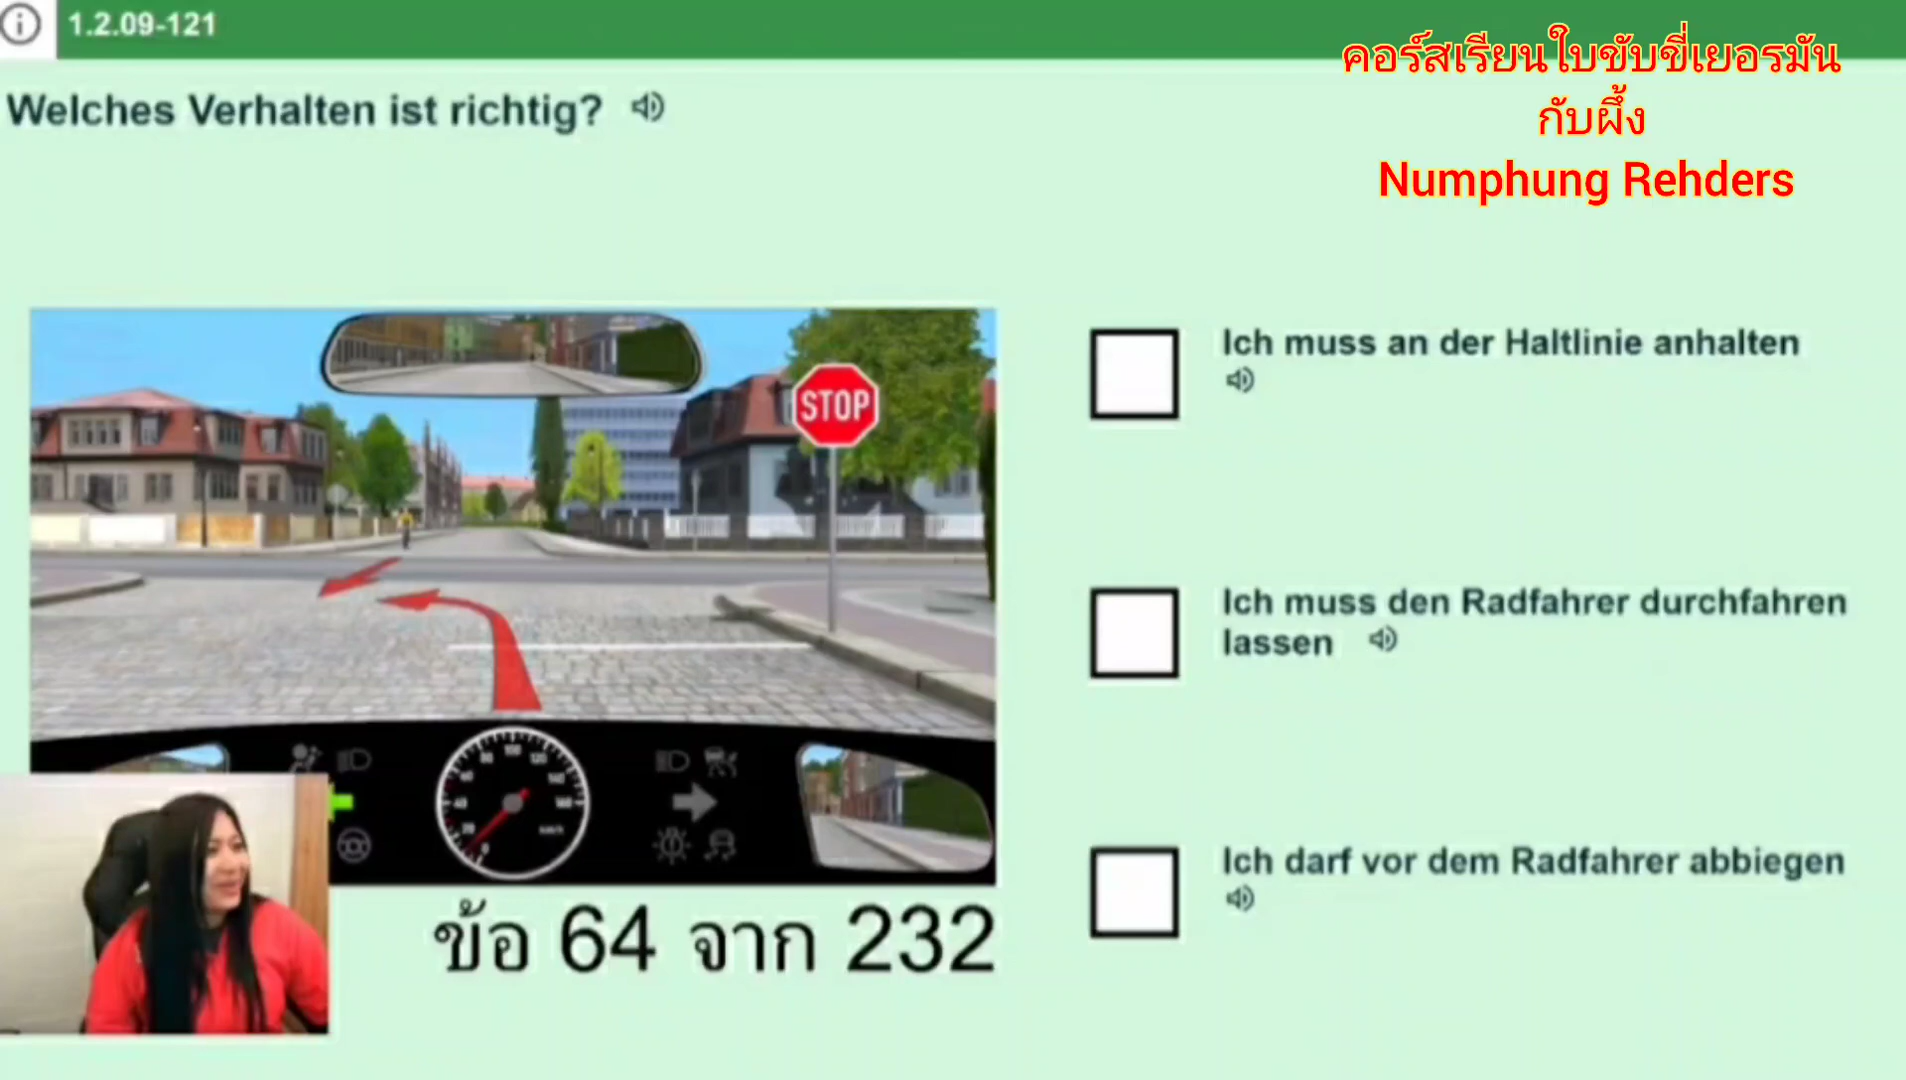 1.2.09-121
คอร์สเรียนใบขับขี่เยอรมัน
กับผึ้ง
Numphung Rehders
Welches Verhalten ist richtig?
STOP
Ich muss an der Haltlinie anhalten
Ich muss den Radfahrer durchfahren
lassen
Ich darf vor dem Radfahrer abbiegen
ข้อ 64 จาก 232